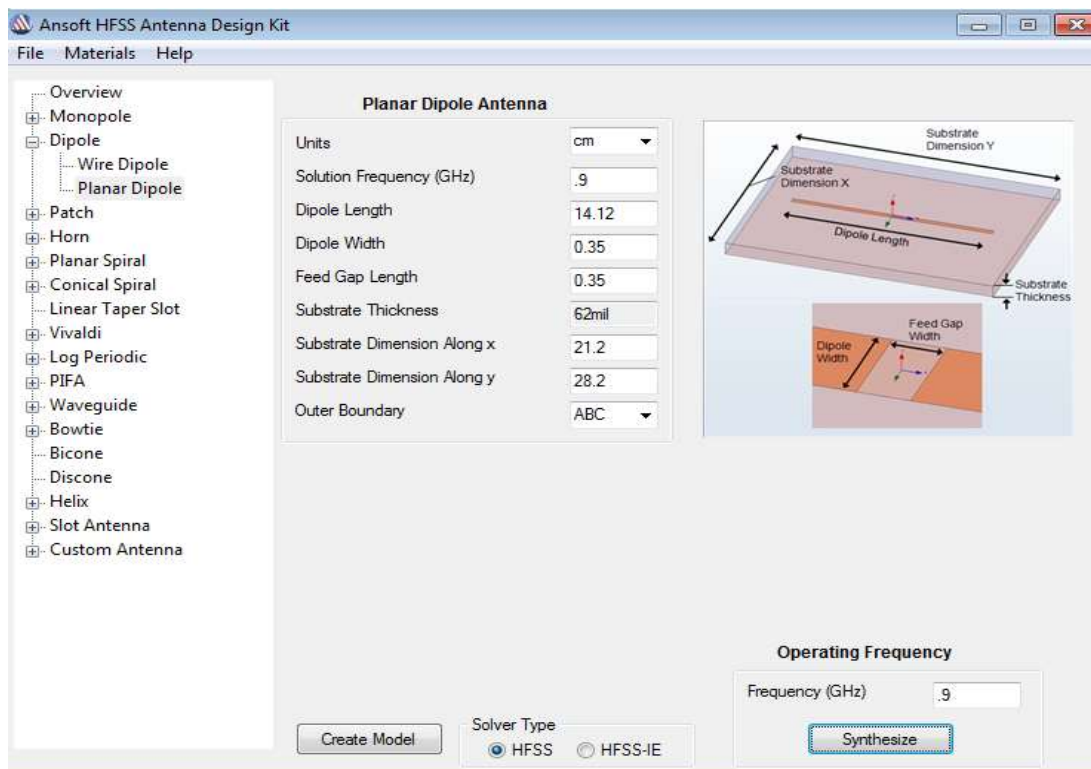 Ansoft HFSS Antenna Design Kit
File Materials Help
Overview
Monopole
Dipole
Wire Dipole
Planar Dipole
Patch
Horn
Planar Spiral
Conical Spiral
Linear Taper Slot
Vivaldi
Log Periodic
PIFA
Waveguide
Bowtie
Bicone
Discone
Helix
Slot Antenna
Custom Antenna
Planar Dipole Antenna
Units cm
Solution Frequency (GHz) .9
Dipole Length 14.12
Dipole Width 0.35
Feed Gap Length 0.35
Substrate Thickness 62mil
Substrate Dimension Along x 21.2
Substrate Dimension Along y 28.2
Outer Boundary ABC
Substrate
Dimension Y
Substrate
Dimension X
Dipole Length
Substrate
Thickness
Feed Gap
Width
Dipole
Width
Operating Frequency
Frequency (GHz) .9
Synthesize
Create Model
Solver Type
HFSS HFSS-IE